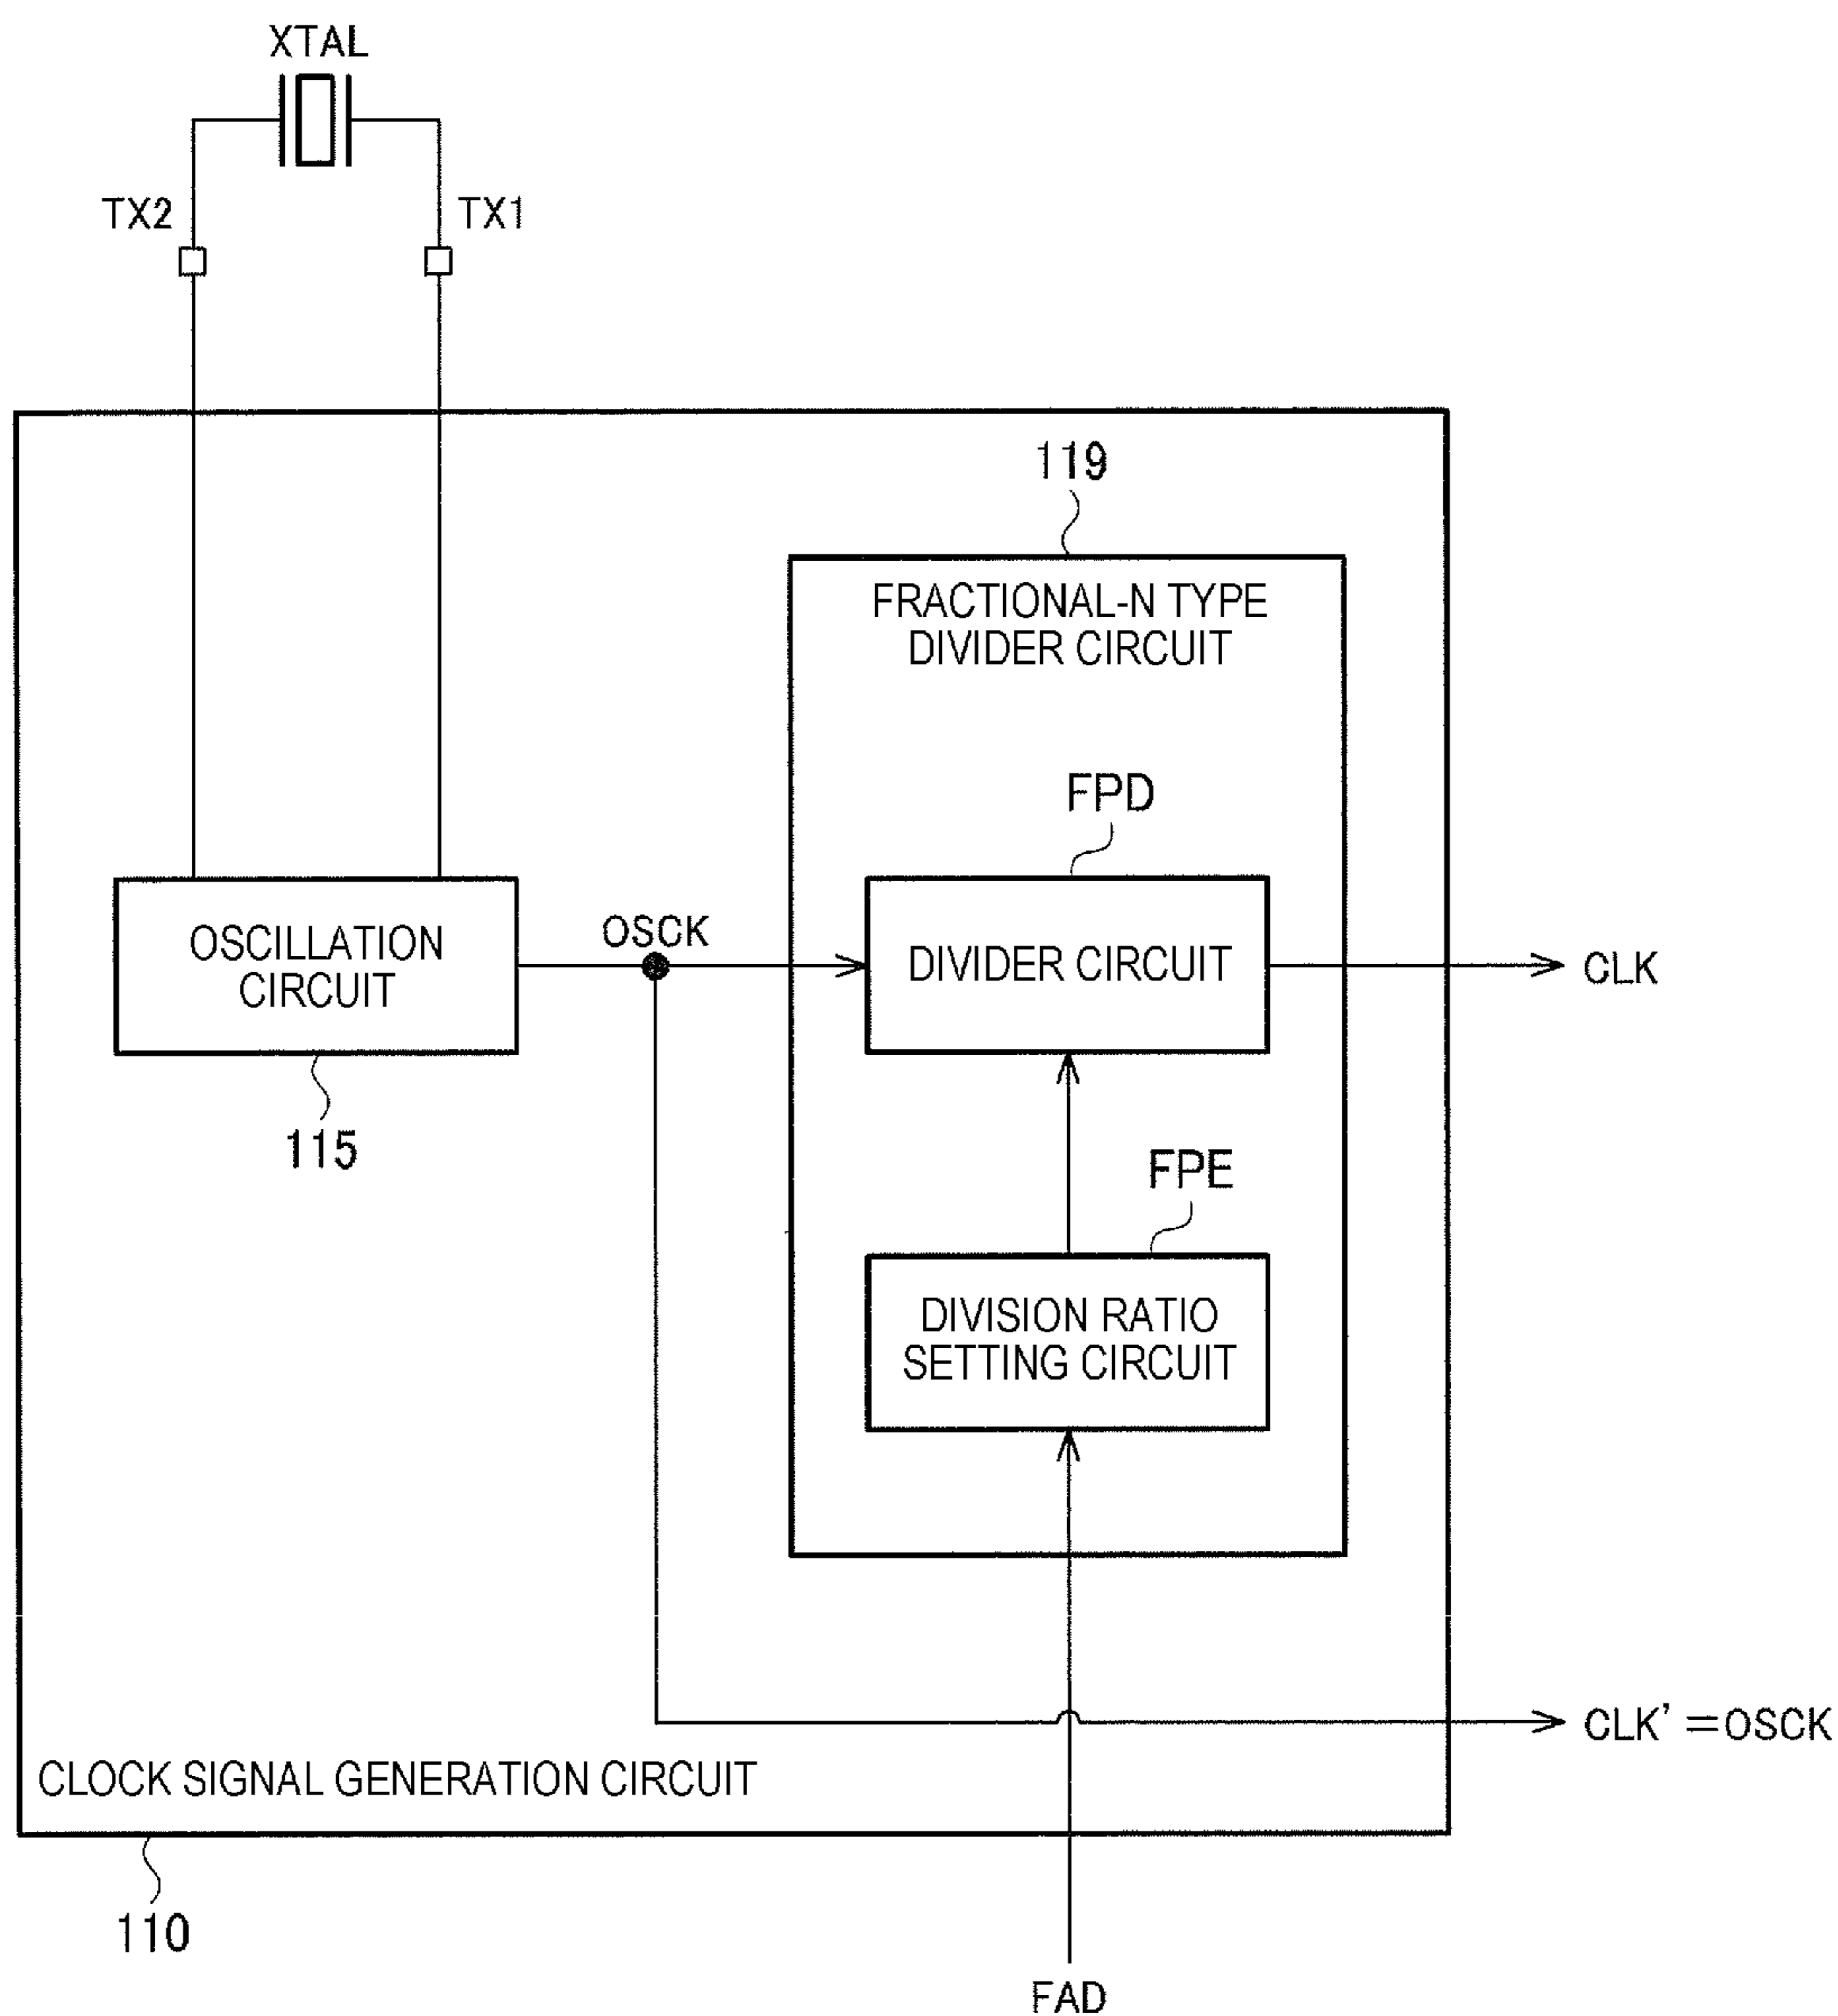 XTAL
TX2
TX1
119
FRACTIONAL-N TYPE
DIVIDER CIRCUIT
FPD
OSCILLATION
CIRCUIT
OSCK
DIVIDER CIRCUIT
CLK
115
FPE
DIVISION RATIO
SETTING CIRCUIT
CLK' =OSCK
CLOCK SIGNAL GENERATION CIRCUIT
110
FAD